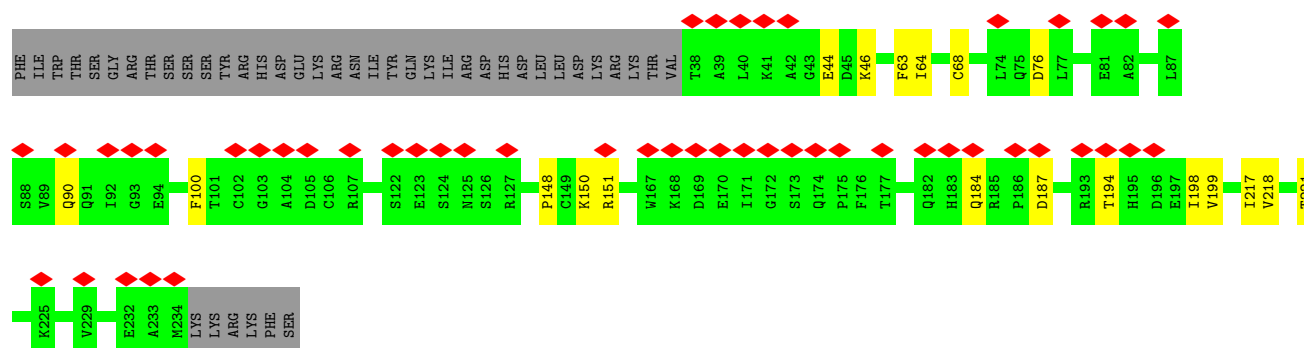 PHE ILE TRP THR SER GLY ARG THR SER SER SER TYR ARG HIS ASP GLU LYS ARG ASN ILE TYR GLN LYS ILE ARG ASP HIS ASP LEU LEU ASP LYS ARG LYS THR VAL T38 A39 L40 K41 A42 G43 E44 D45 K46 F63 I64 C68 L74 Q75 D76 L77 E81 A82 L87
S88 V89 Q90 Q91 I92 G93 E94 F100 T101 C102 G103 A104 D105 C106 R107 S122 E123 S124 N125 S126 R127 P148 C149 K150 R151 W167 K168 D169 E170 I171 G172 S173 Q174 P175 F176 T177 Q182 H183 Q184 R185 P186 D187 R193 T194 H195 D196 E197 I198 V199 I217 V218
K225 V229 E232 A233 M234 LYS LYS ARG LYS PHE SER